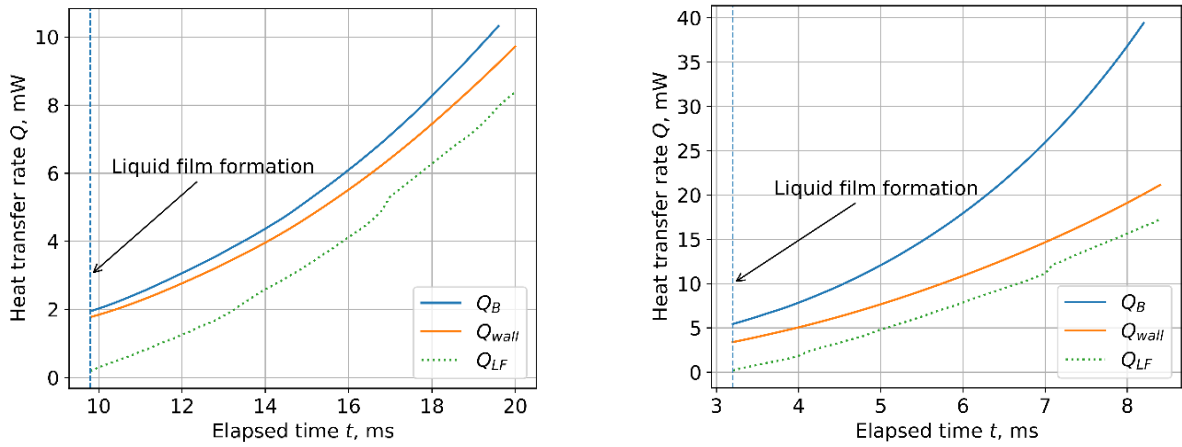 Heat transfer rate Q, mW
10
8
6
4
2
0
Liquid film formation
Q_B
Q_wall
Q_LF
10 12 14 16 18 20
Elapsed time t, ms
Heat transfer rate Q, mW
40
35
30
25
20
15
10
5
0
Liquid film formation
Q_B
Q_wall
Q_LF
3 4 5 6 7 8
Elapsed time t, ms